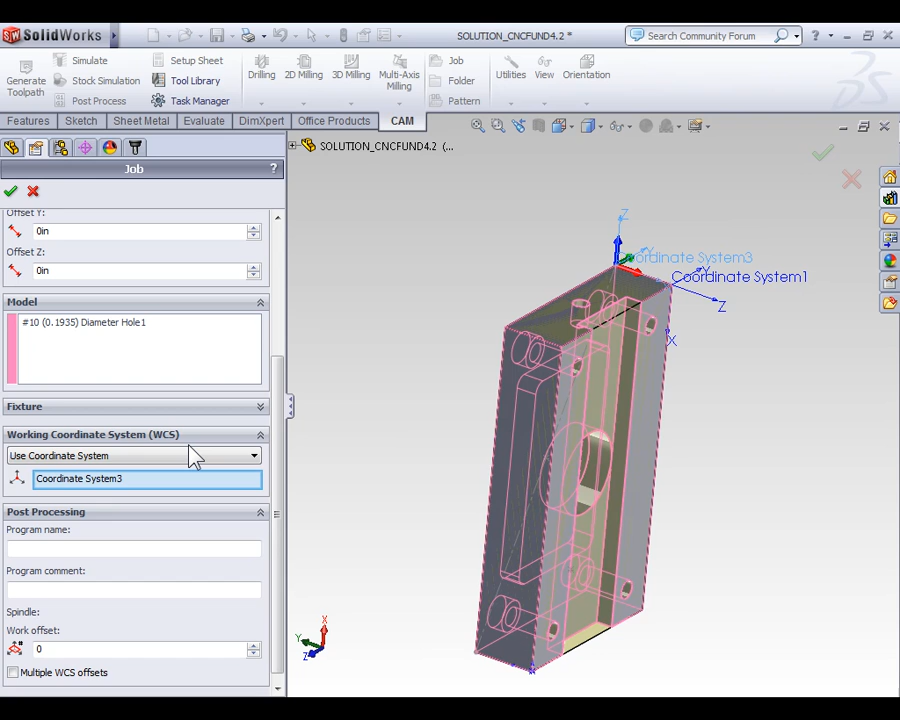 SolidWorks
SOLUTION_CNCFUND4.2 *
Search Community Forum
?
Generate
Toolpath
Simulate
Stock Simulation
Post Process
Setup Sheet
Tool Library
Task Manager
Drilling
2D Milling
3D Milling
Multi-Axis
Milling
Job
Folder
Pattern
Utilities
View
Orientation
Features
Sketch
Sheet Metal
Evaluate
DimXpert
Office Products
CAM
SOLUTION_CNCFUND4.2 (...
Job
?
Offset Y:
0in
Offset Z:
0in
Model
#10 (0.1935) Diameter Hole1
Fixture
Working Coordinate System (WCS)
Use Coordinate System
Coordinate System3
Post Processing
Program name:
Program comment:
Spindle:
Work offset:
0
Multiple WCS offsets
Z
Y
Coordinate System3
Coordinate System1
Y
Z
X
X
Y
Z